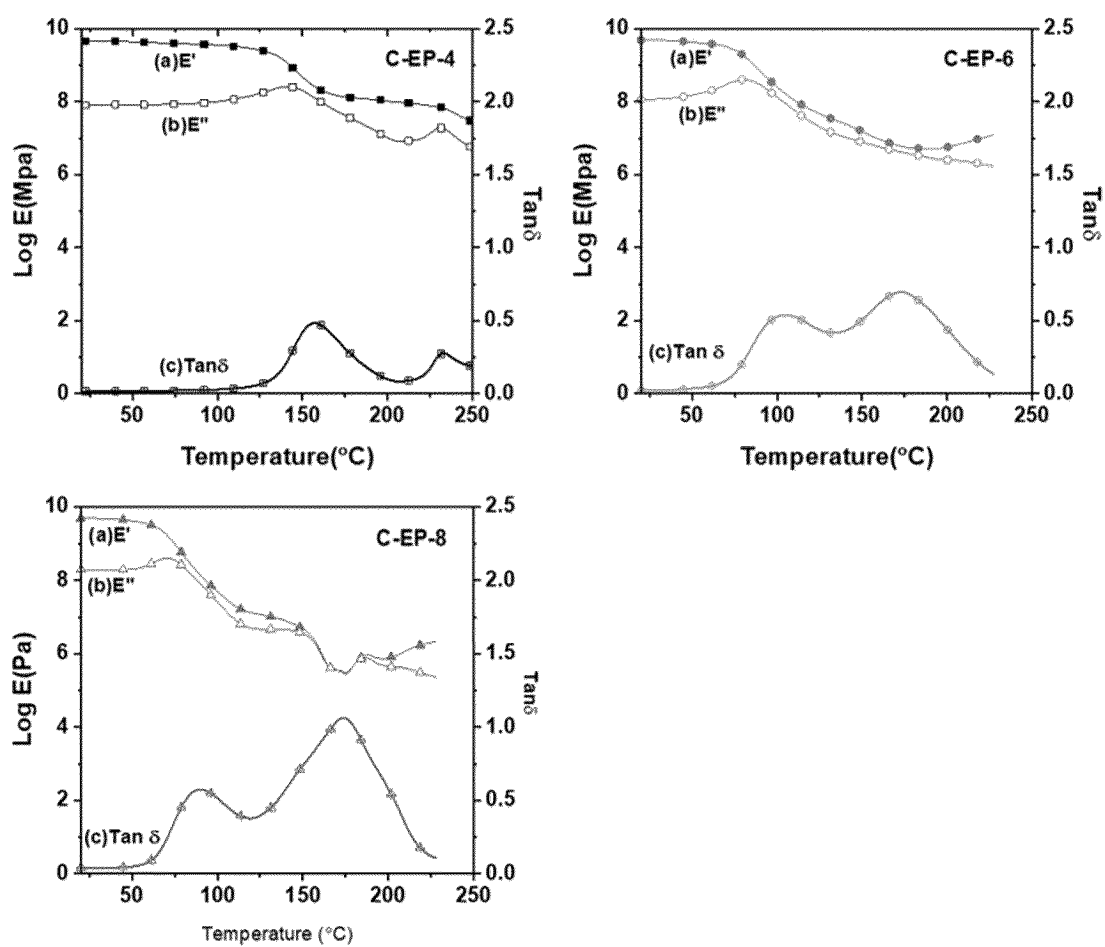 10
8
6
4
2
0
Log E(Mpa)
(a)E'
(b)E"
(c)Tanδ
C-EP-4
2.5
2.0
1.5
1.0
0.5
0.0
Tanδ
50 100 150 200 250
Temperature(°C)
10
8
6
4
2
0
Log E(Mpa)
(a)E'
(b)E"
(c)Tan δ
C-EP-6
2.5
2.0
1.5
1.0
0.5
0.0
Tanδ
50 100 150 200 250
Temperature(°C)
10
8
6
4
2
0
Log E(Pa)
(a)E'
(b)E"
(c)Tan δ
C-EP-8
2.5
2.0
1.5
1.0
0.5
0.0
Tanδ
50 100 150 200 250
Temperature (°C)